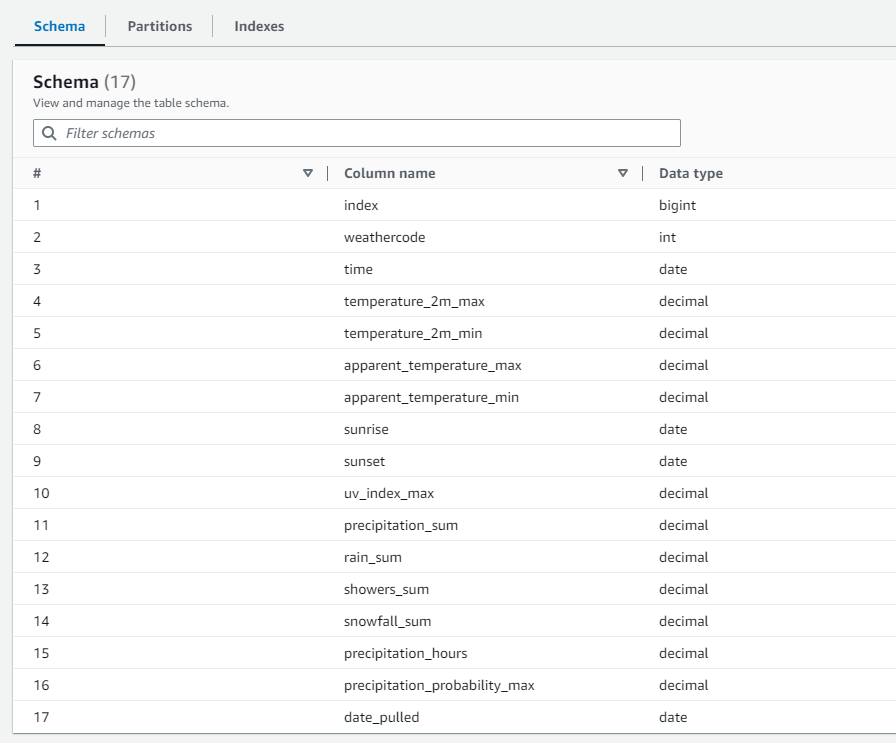 Schema Partitions Indexes
Schema (17)
View and manage the table schema.
Filter schemas
# Column name Data type
1 index bigint
2 weathercode int
3 time date
4 temperature_2m_max decimal
5 temperature_2m_min decimal
6 apparent_temperature_max decimal
7 apparent_temperature_min decimal
8 sunrise date
9 sunset date
10 uv_index_max decimal
11 precipitation_sum decimal
12 rain_sum decimal
13 showers_sum decimal
14 snowfall_sum decimal
15 precipitation_hours decimal
16 precipitation_probability_max decimal
17 date_pulled date